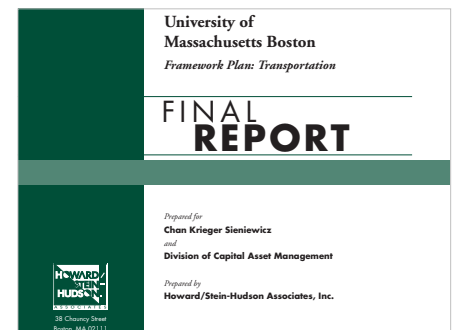 University of
Massachusetts Boston
Framework Plan: Transportation
FINAL
REPORT
Prepared for
Chan Krieger Sieniewicz
and
Division of Capital Asset Management
Prepared by
Howard/Stein-Hudson Associates, Inc.
HOWARD/
STEIN-
HUDSON
ASSOCIATES
38 Chauncy Street
Boston, MA 02111